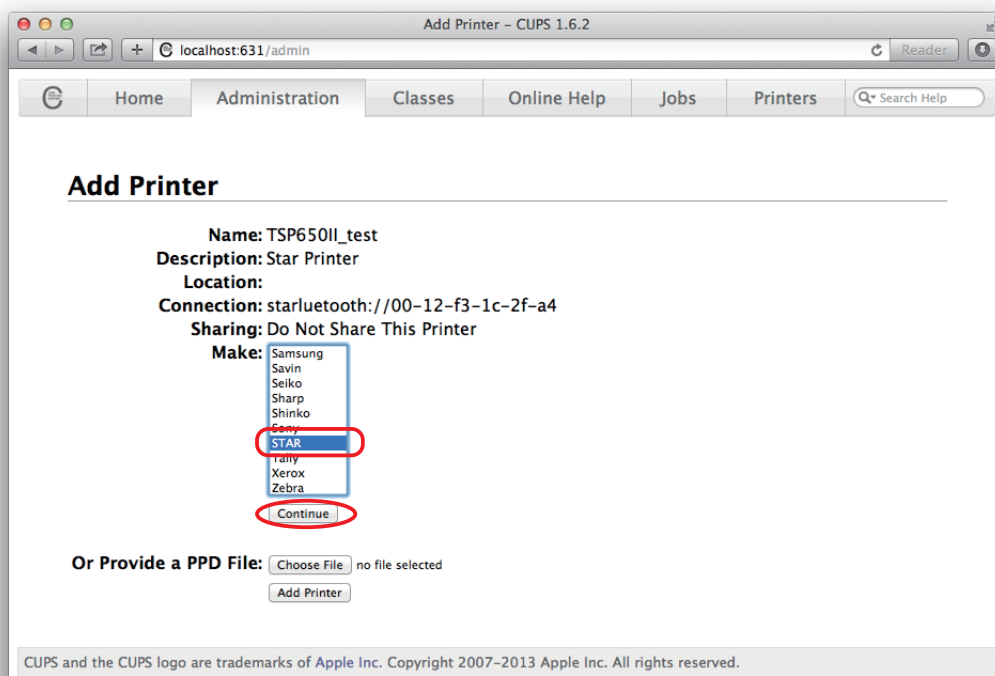 Add Printer – CUPS 1.6.2
localhost:631/admin
Reader
Home Administration Classes Online Help Jobs Printers Search Help
Add Printer
Name: TSP650II_test
Description: Star Printer
Location:
Connection: starluetooth://00-12-f3-1c-2f-a4
Sharing: Do Not Share This Printer
Make: Samsung
Savin
Seiko
Sharp
Shinko
Sony
STAR
Tally
Xerox
Zebra
Continue
Or Provide a PPD File: Choose File no file selected
Add Printer
CUPS and the CUPS logo are trademarks of Apple Inc. Copyright 2007–2013 Apple Inc. All rights reserved.